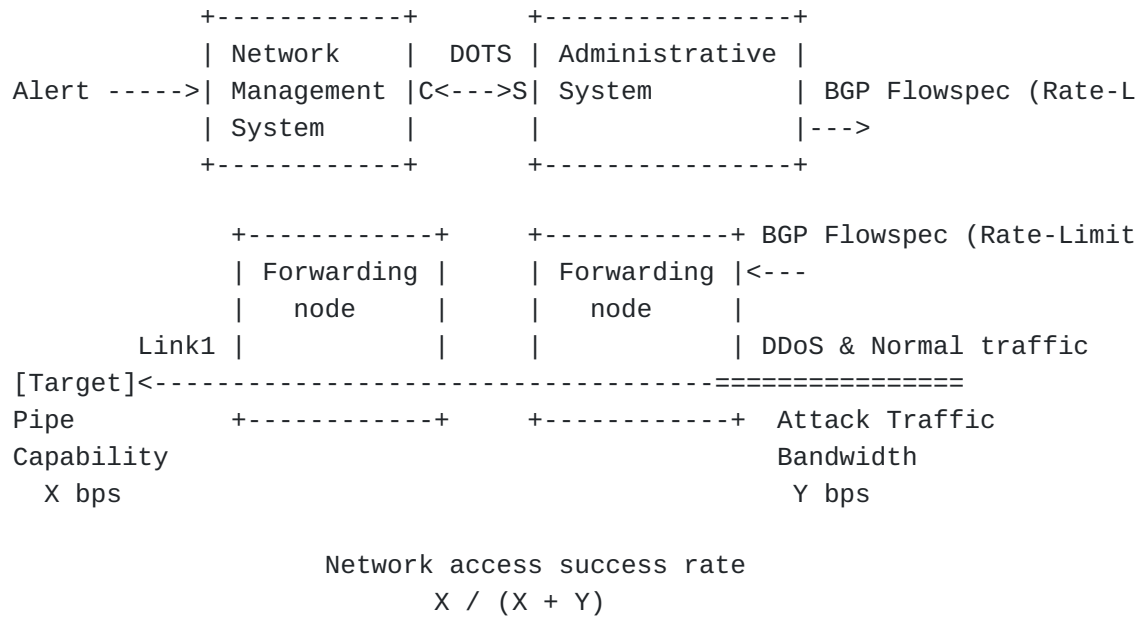 +------------+       +----------------+
| Network    |  DOTS | Administrative |
Alert ----->| Management |C<--->S| System         | BGP Flowspec (Rate-L
| System     |       |                |--->
+------------+       +----------------+
+------------+     +------------+ BGP Flowspec (Rate-Limit
| Forwarding |     | Forwarding |<---
|   node     |     |   node     |
Link1 |            |     |            | DDoS & Normal traffic
[Target]<------------------------------------================
Pipe          +------------+     +------------+  Attack Traffic
Capability                                       Bandwidth
X bps                                             Y bps
Network access success rate
X / (X + Y)